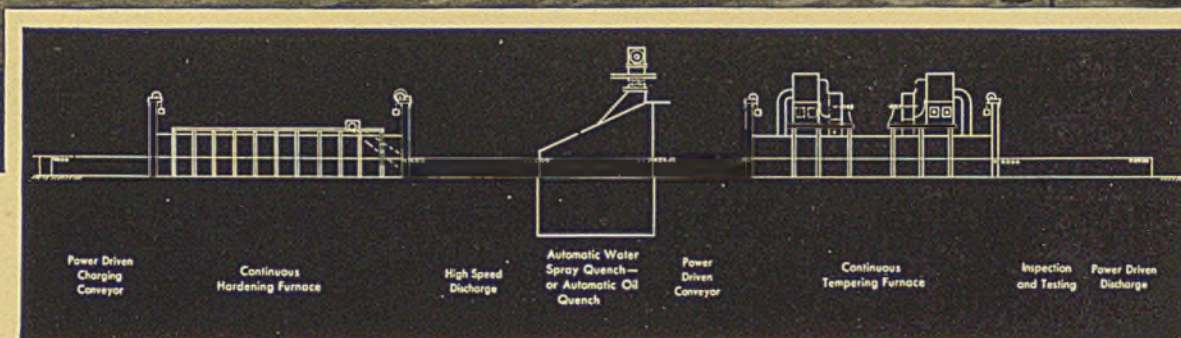 Power Driven
Charging
Conveyor
Continuous
Hardening Furnace
High Speed
Discharge
Automatic Water
Spray Quench—
or Automatic Oil
Quench
Power
Driven
Conveyor
Continuous
Tempering Furnace
Inspection
and Testing
Power Driven
Discharge